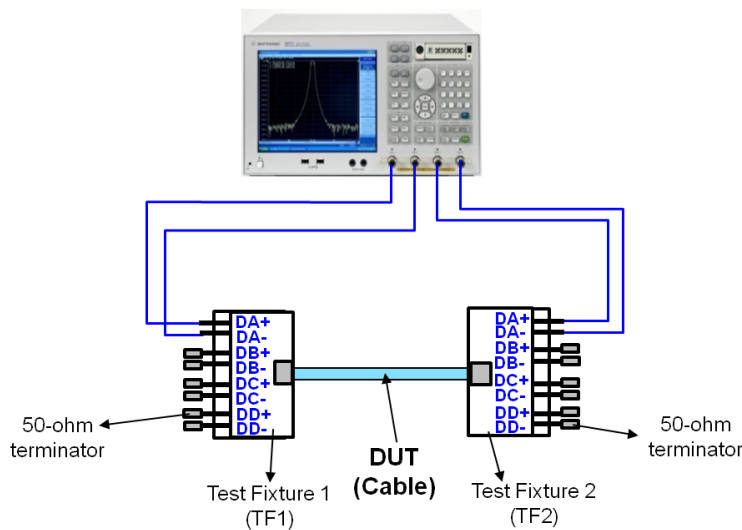 XXXXX
DA+
DA-
DB+
DB-
DC+
DC-
DD+
DD-
DA+
DA-
DB+
DB-
DC+
DC-
DD+
DD-
50-ohm
terminator
50-ohm
terminator
DUT
(Cable)
Test Fixture 1
(TF1)
Test Fixture 2
(TF2)